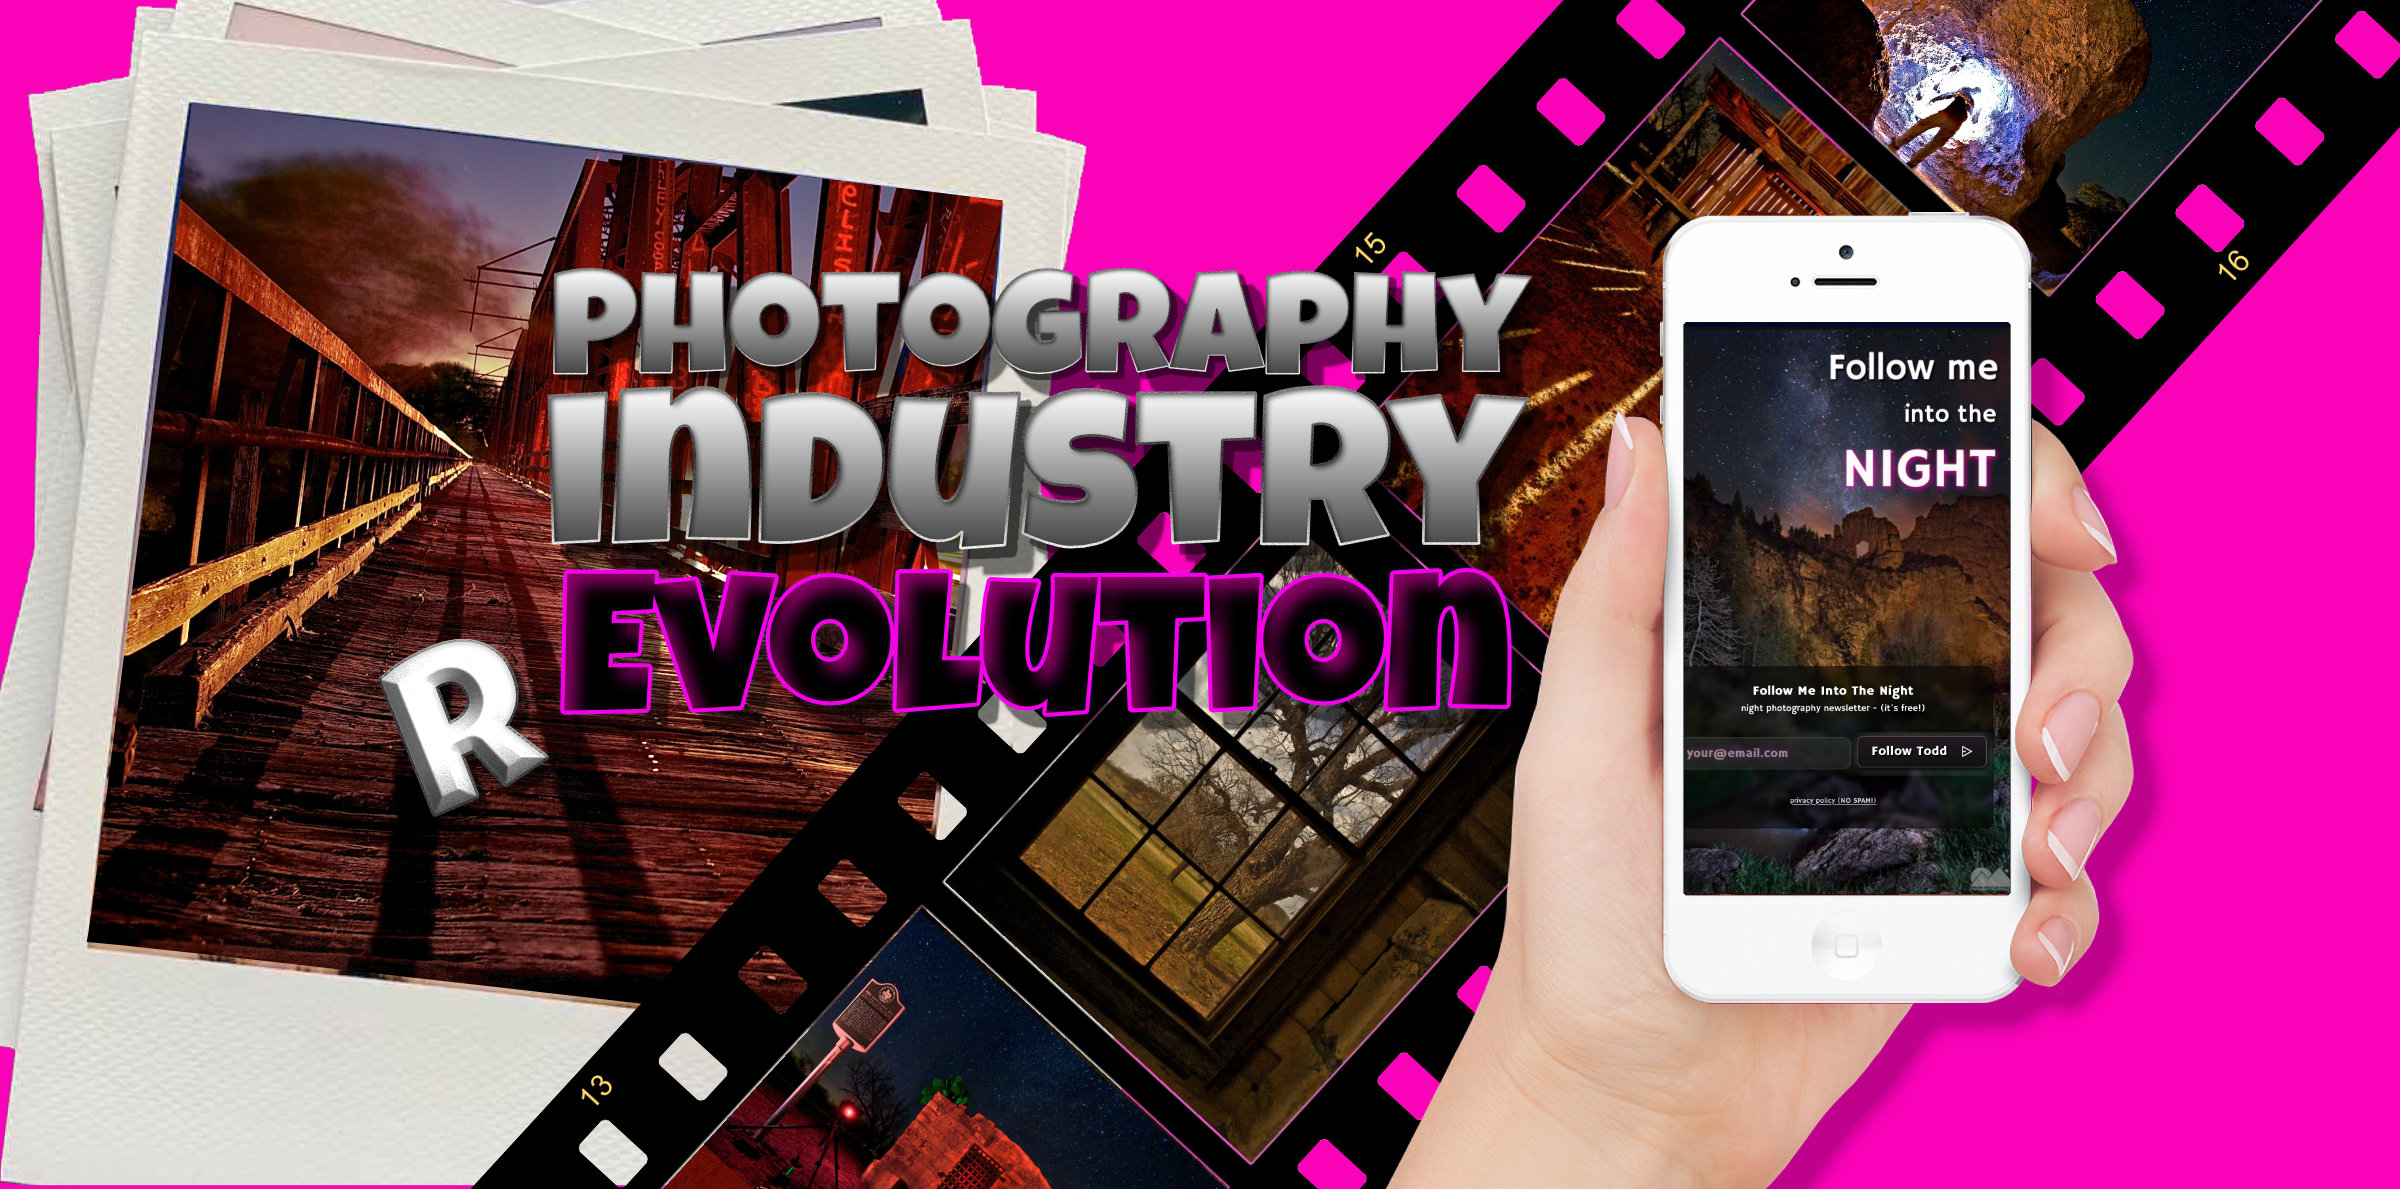 PHOTOGRAPHY
INDUSTRY
R EVOLUTION
13
15
16
Follow me
into the
NIGHT
Follow Me Into The Night
night photography newsletter - (it's free!)
your@email.com
Follow Todd
privacy policy (NO SPAM!)